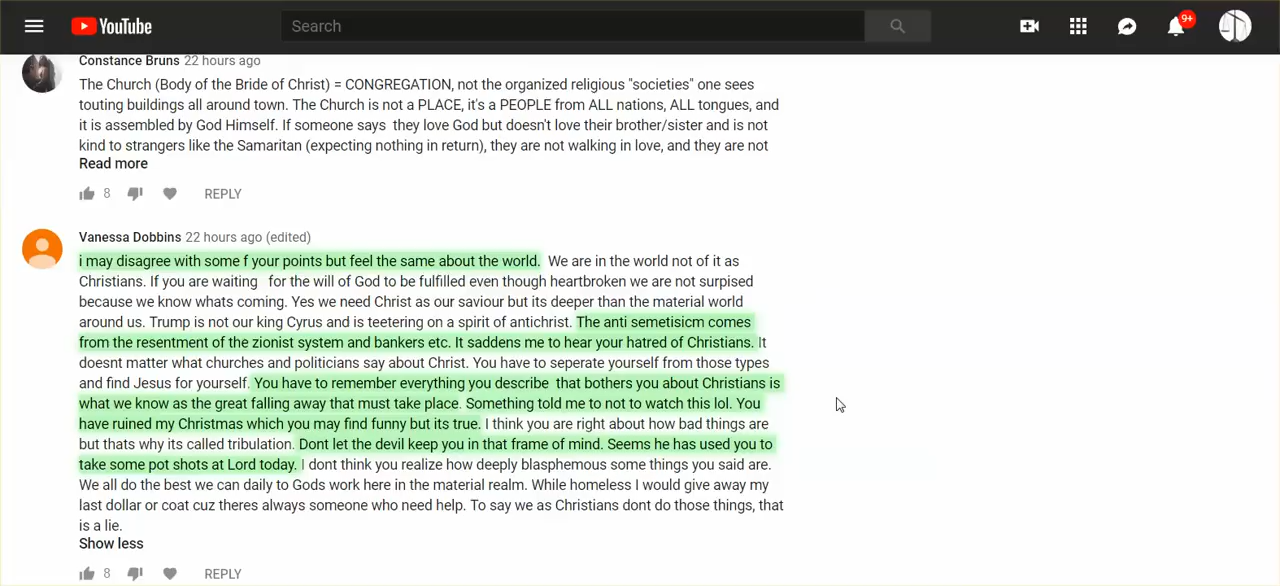 YouTube
Search
9+
Constance Bruns 22 hours ago
The Church (Body of the Bride of Christ) = CONGREGATION, not the organized religious "societies" one sees
touting buildings all around town. The Church is not a PLACE, it's a PEOPLE from ALL nations, ALL tongues, and
it is assembled by God Himself. If someone says they love God but doesn't love their brother/sister and is not
kind to strangers like the Samaritan (expecting nothing in return), they are not walking in love, and they are not
Read more
8 REPLY
Vanessa Dobbins 22 hours ago (edited)
i may disagree with some f your points but feel the same about the world. We are in the world not of it as
Christians. If you are waiting for the will of God to be fulfilled even though heartbroken we are not surpised
because we know whats coming. Yes we need Christ as our saviour but its deeper than the material world
around us. Trump is not our king Cyrus and is teetering on a spirit of antichrist. The anti semetisicm comes
from the resentment of the zionist system and bankers etc. It saddens me to hear your hatred of Christians. It
doesnt matter what churches and politicians say about Christ. You have to seperate yourself from those types
and find Jesus for yourself. You have to remember everything you describe that bothers you about Christians is
what we know as the great falling away that must take place. Something told me to not to watch this lol. You
have ruined my Christmas which you may find funny but its true. I think you are right about how bad things are
but thats why its called tribulation. Dont let the devil keep you in that frame of mind. Seems he has used you to
take some pot shots at Lord today. I dont think you realize how deeply blasphemous some things you said are.
We all do the best we can daily to Gods work here in the material realm. While homeless I would give away my
last dollar or coat cuz theres always someone who need help. To say we as Christians dont do those things, that
is a lie.
Show less
8 REPLY